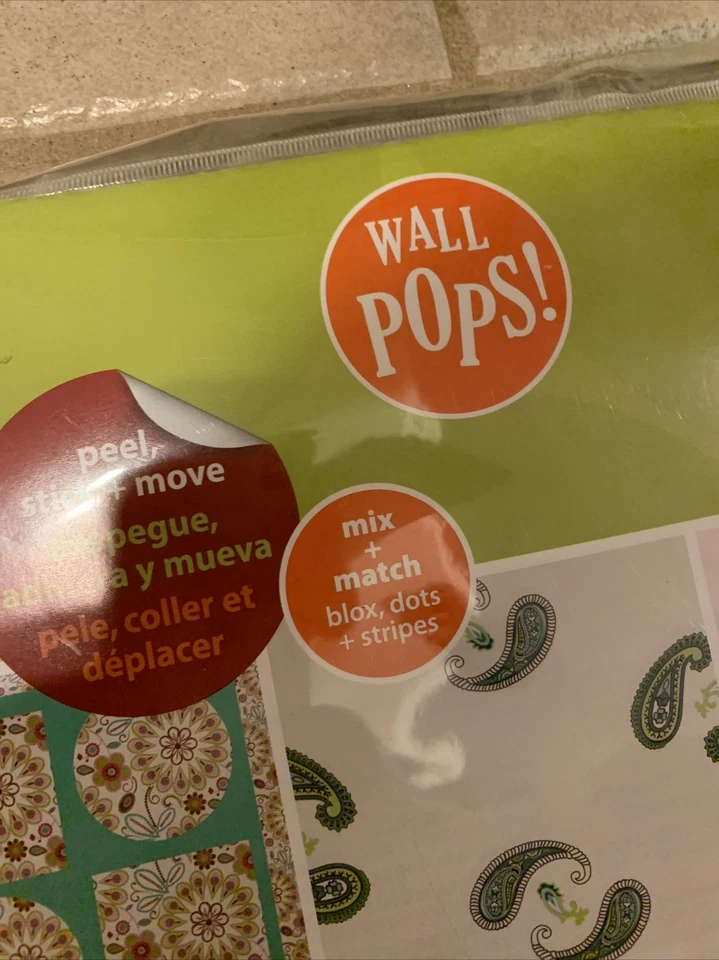 WALL
POPS!
peel,
+ move
y mueva
pele, coller et
déplacer
mix
+
match
blox, dots
+ stripes